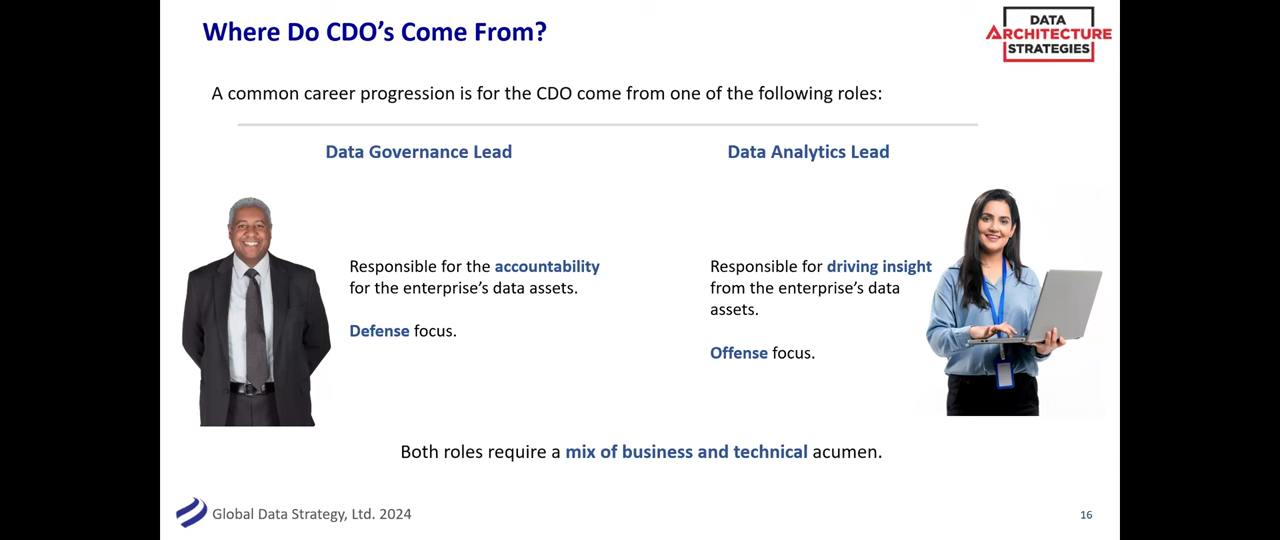 Where Do CDO's Come From?
DATA
ARCHITECTURE
STRATEGIES
A common career progression is for the CDO come from one of the following roles:
Data Governance Lead
Responsible for the accountability
for the enterprise's data assets.
Defense focus.
Data Analytics Lead
Responsible for driving insight
from the enterprise's data
assets.
Offense focus.
Both roles require a mix of business and technical acumen.
Global Data Strategy, Ltd. 2024
16